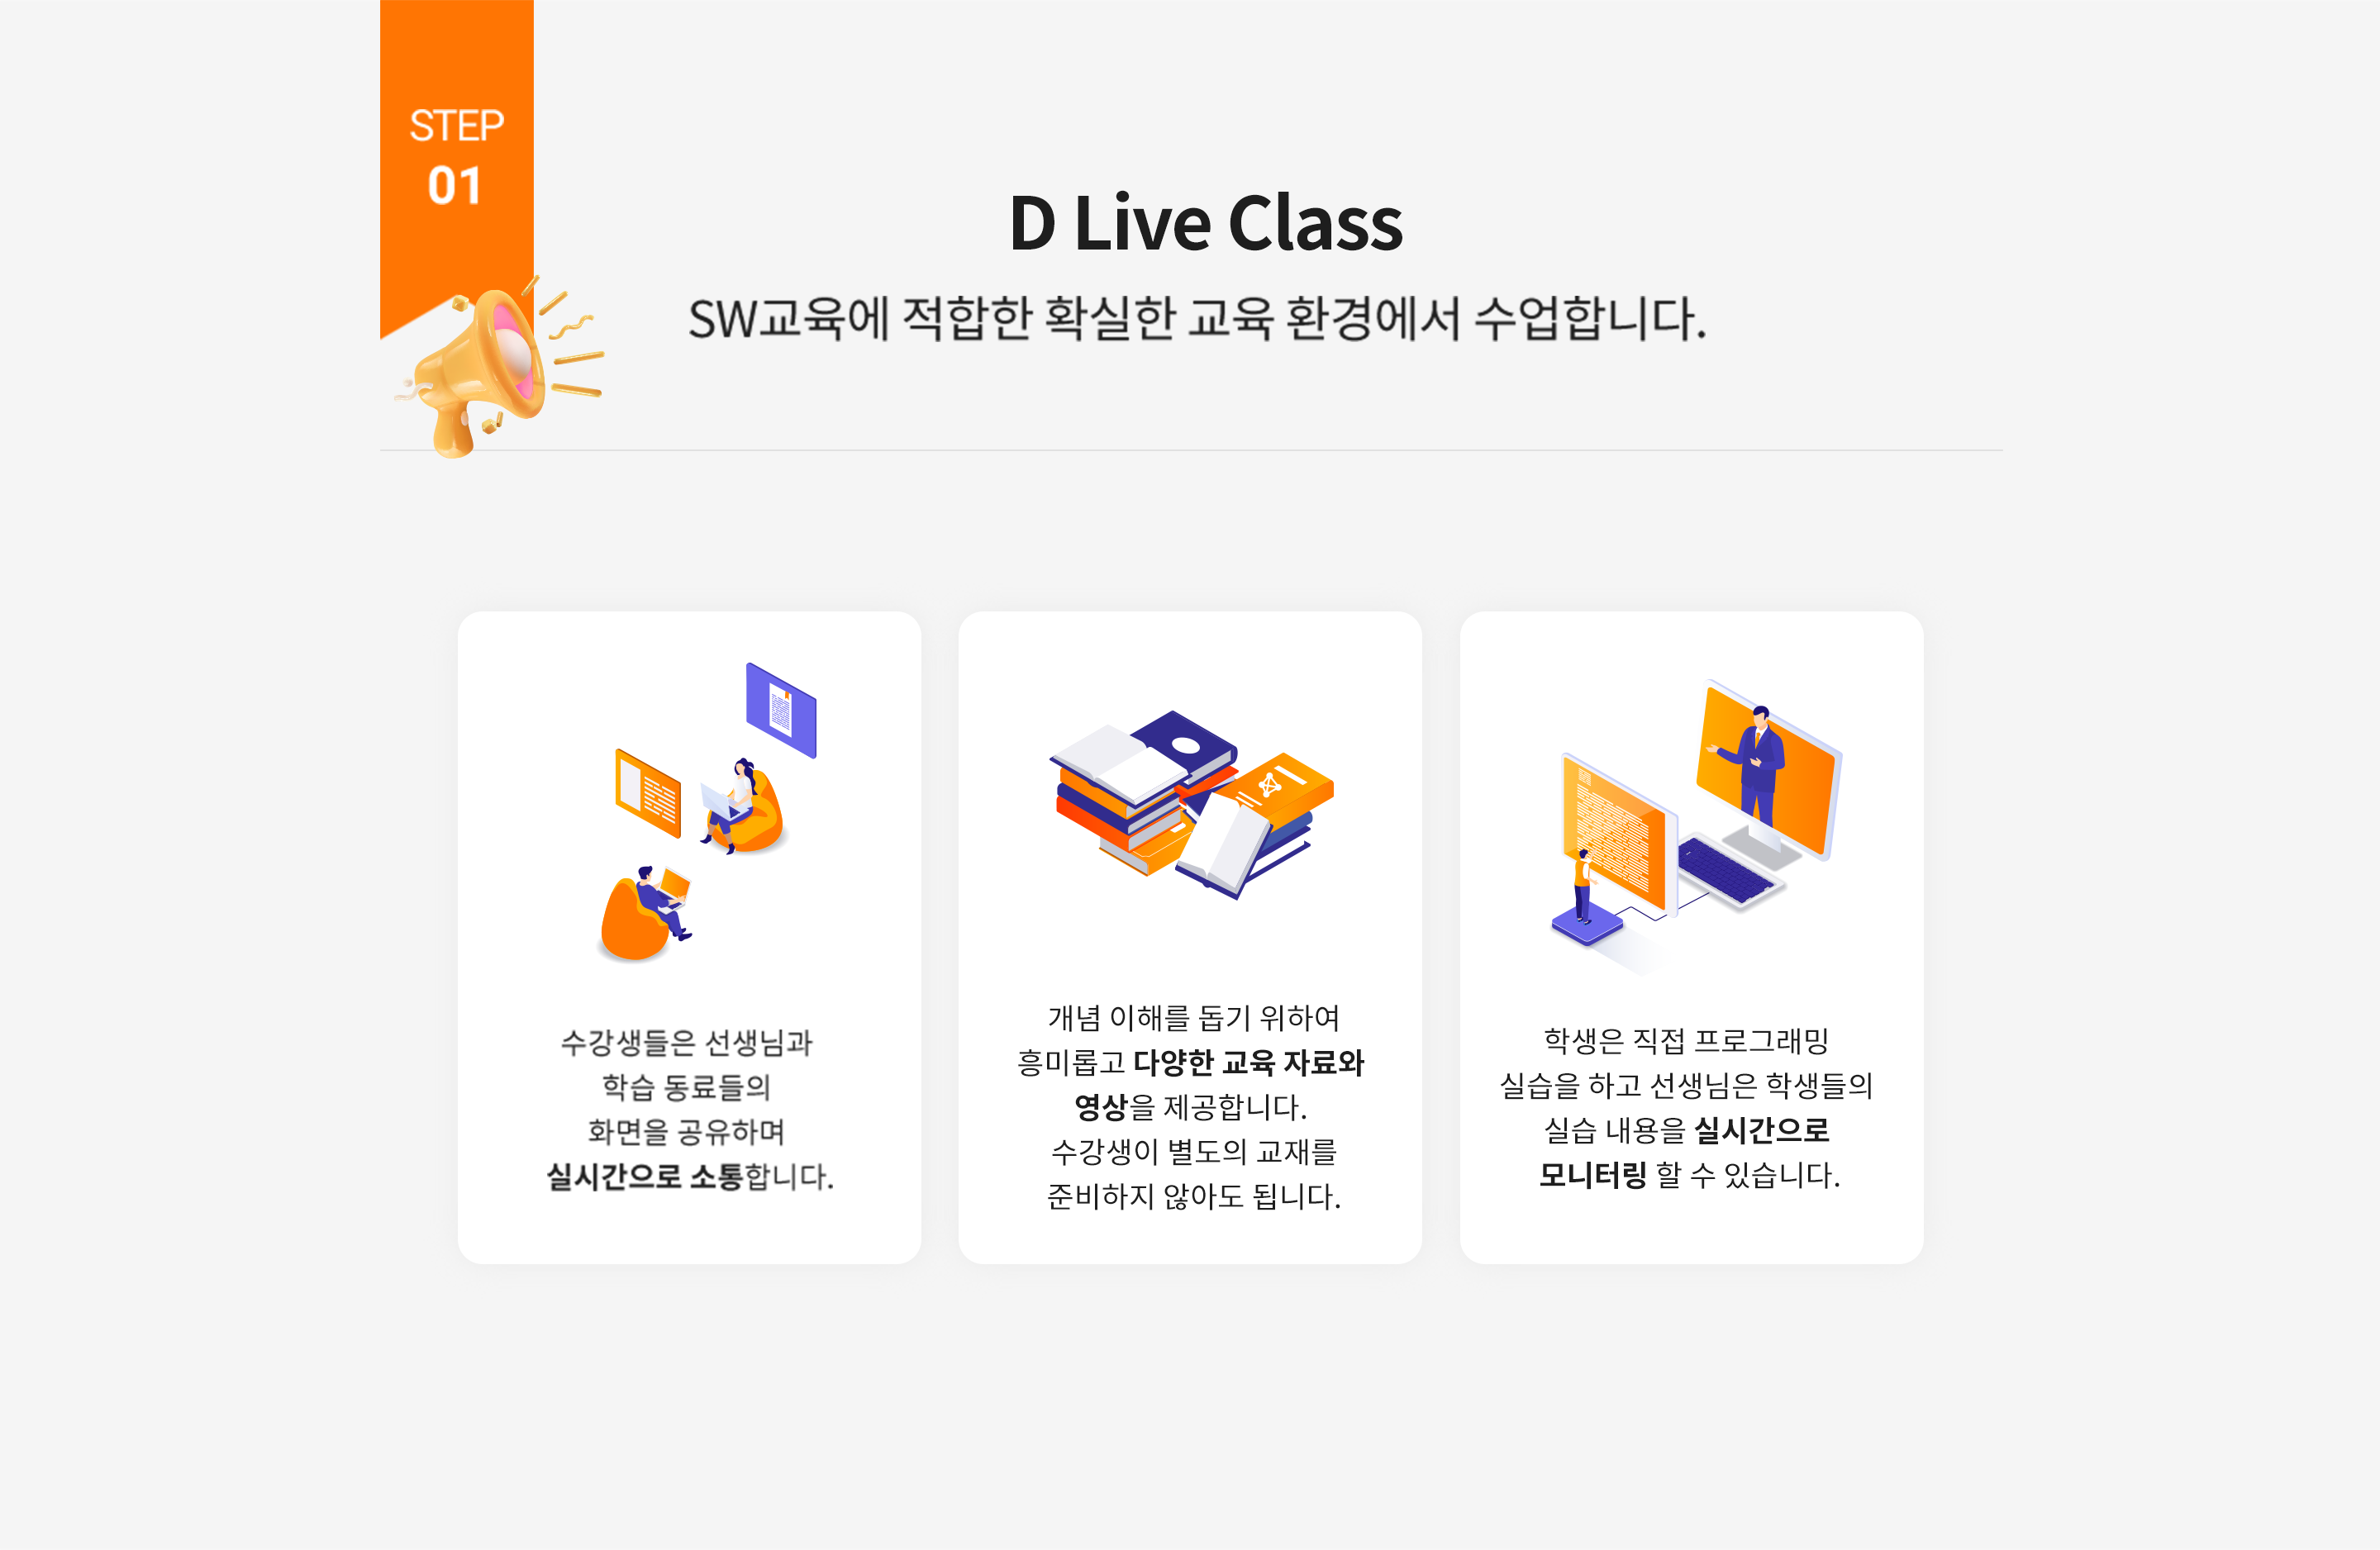 STEP
01
D Live Class
SW교육에 적합한 확실한 교육 환경에서 수업합니다.
수강생들은 선생님과
학습 동료들의
화면을 공유하며
실시간으로 소통합니다.
개념 이해를 돕기 위하여
흥미롭고 다양한 교육 자료와
영상을 제공합니다.
수강생이 별도의 교재를
준비하지 않아도 됩니다.
학생은 직접 프로그래밍
실습을 하고 선생님은 학생들의
실습 내용을 실시간으로
모니터링 할 수 있습니다.